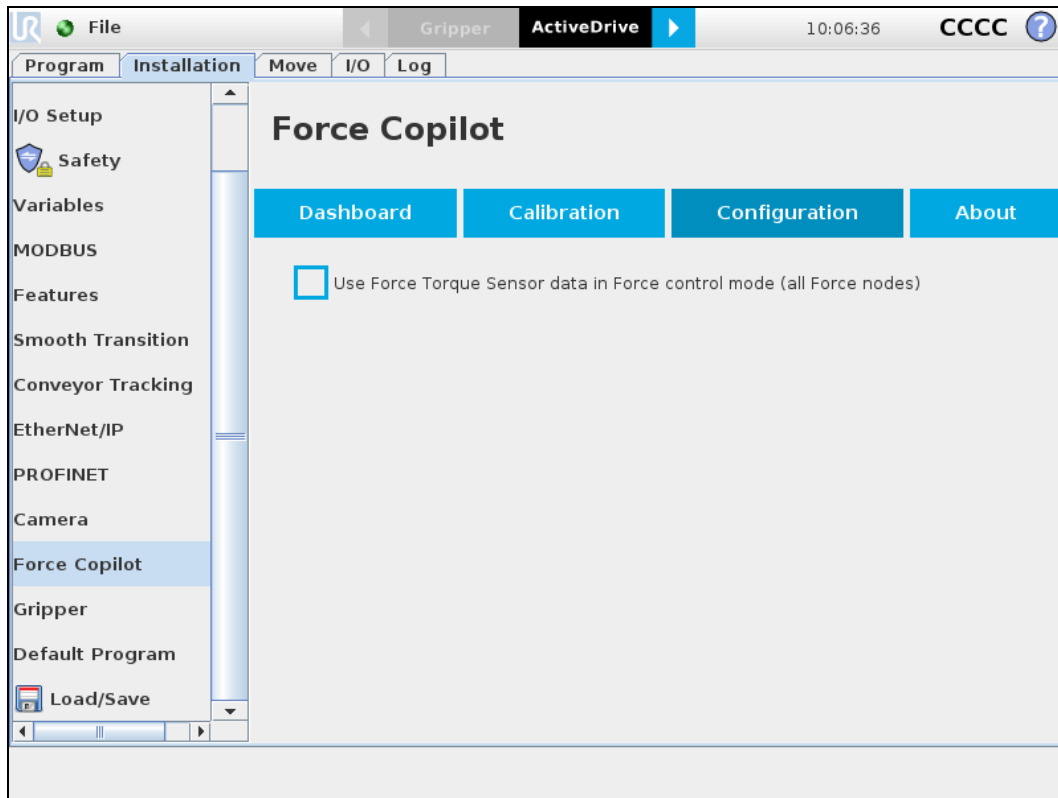 UR File Gripper ActiveDrive 10:06:36 CCCC ?
Program Installation Move I/O Log
I/O Setup
Safety
Variables
MODBUS
Features
Smooth Transition
Conveyor Tracking
EtherNet/IP
PROFINET
Camera
Force Copilot
Gripper
Default Program
Load/Save
Force Copilot
Dashboard Calibration Configuration About
Use Force Torque Sensor data in Force control mode (all Force nodes)